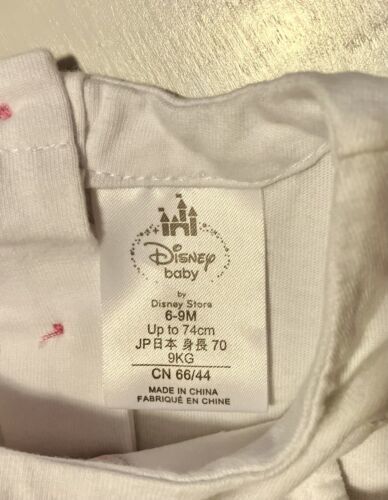 Disney
baby
by
Disney Store
6-9M
Up to 74cm
JP日本 身長 70
9KG
CN 66/44
MADE IN CHINA
FABRIQUÉ EN CHINE